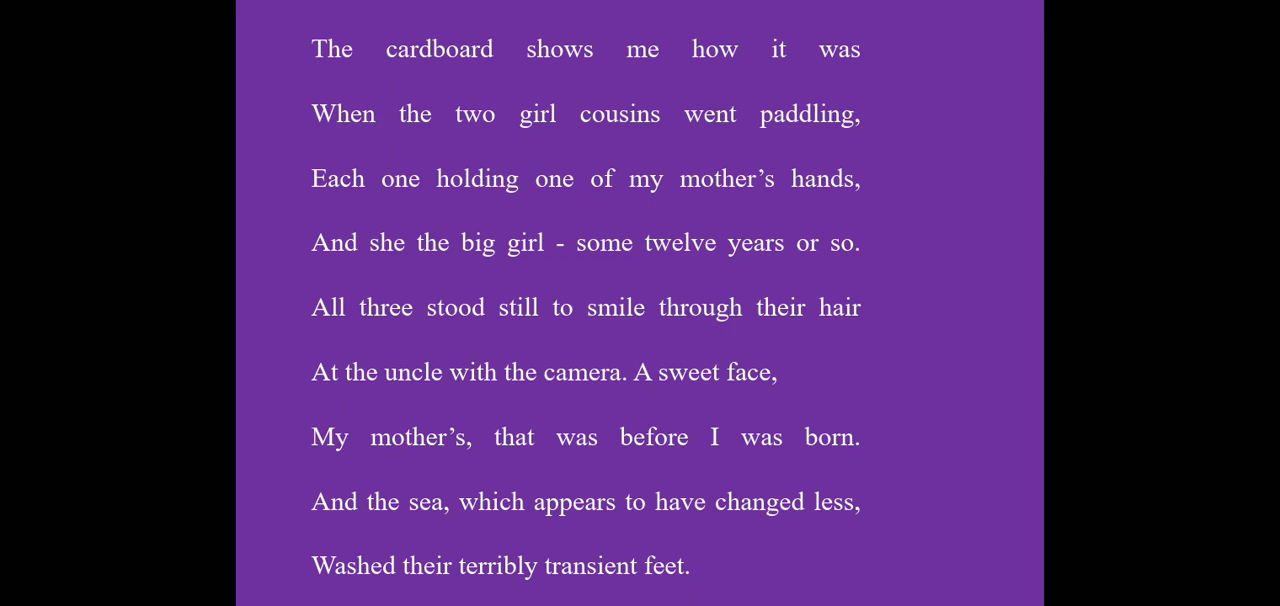 The cardboard shows me how it was
When the two girl cousins went paddling,
Each one holding one of my mother’s hands,
And she the big girl - some twelve years or so.
All three stood still to smile through their hair
At the uncle with the camera. A sweet face,
My mother’s, that was before I was born.
And the sea, which appears to have changed less,
Washed their terribly transient feet.